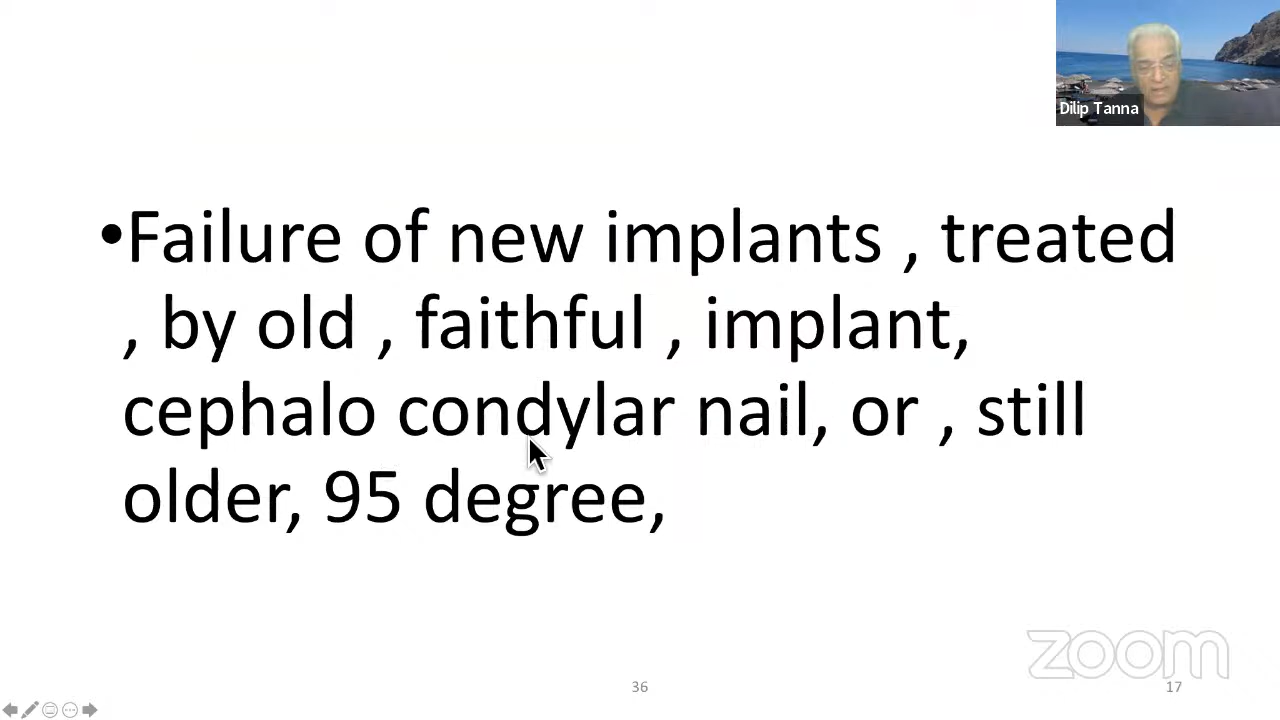 Dilip Tanna
•Failure of new implants , treated
, by old , faithful , implant,
cephalo condylar nail, or , still
older, 95 degree,
zoom
36
17